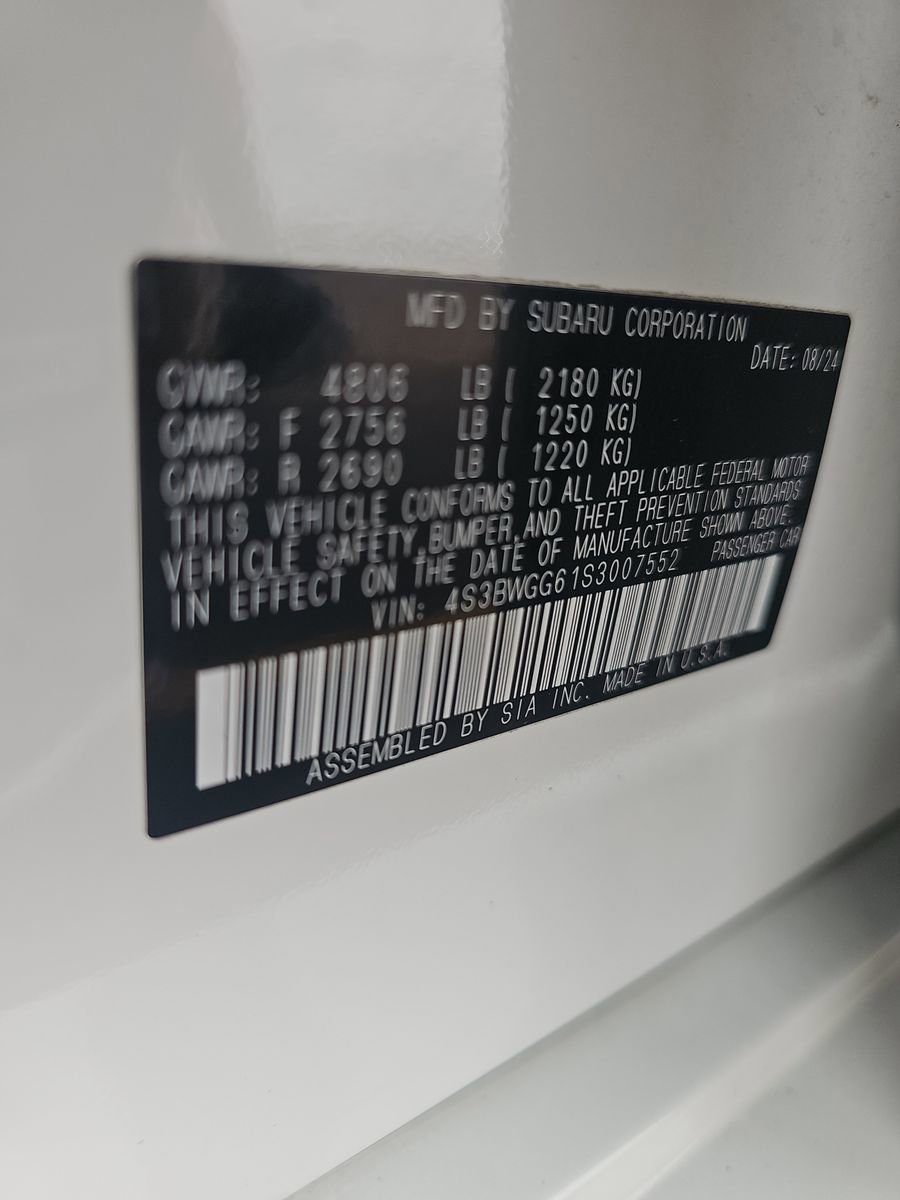 MFD BY SUBARU CORPORATION
DATE: 08/24
GVWR: 4806 LB ( 2180 KG)
GAWR: F 2756 LB ( 1250 KG)
GAWR: R 2690 LB ( 1220 KG)
THIS VEHICLE CONFORMS TO ALL APPLICABLE FEDERAL MOTOR
VEHICLE SAFETY,BUMPER,AND THEFT PREVENTION STANDARDS
IN EFFECT ON THE DATE OF MANUFACTURE SHOWN ABOVE.
VIN: 4S3BWGG61S3007552 PASSENGER CAR
ASSEMBLED BY SIA INC. MADE IN U.S.A.